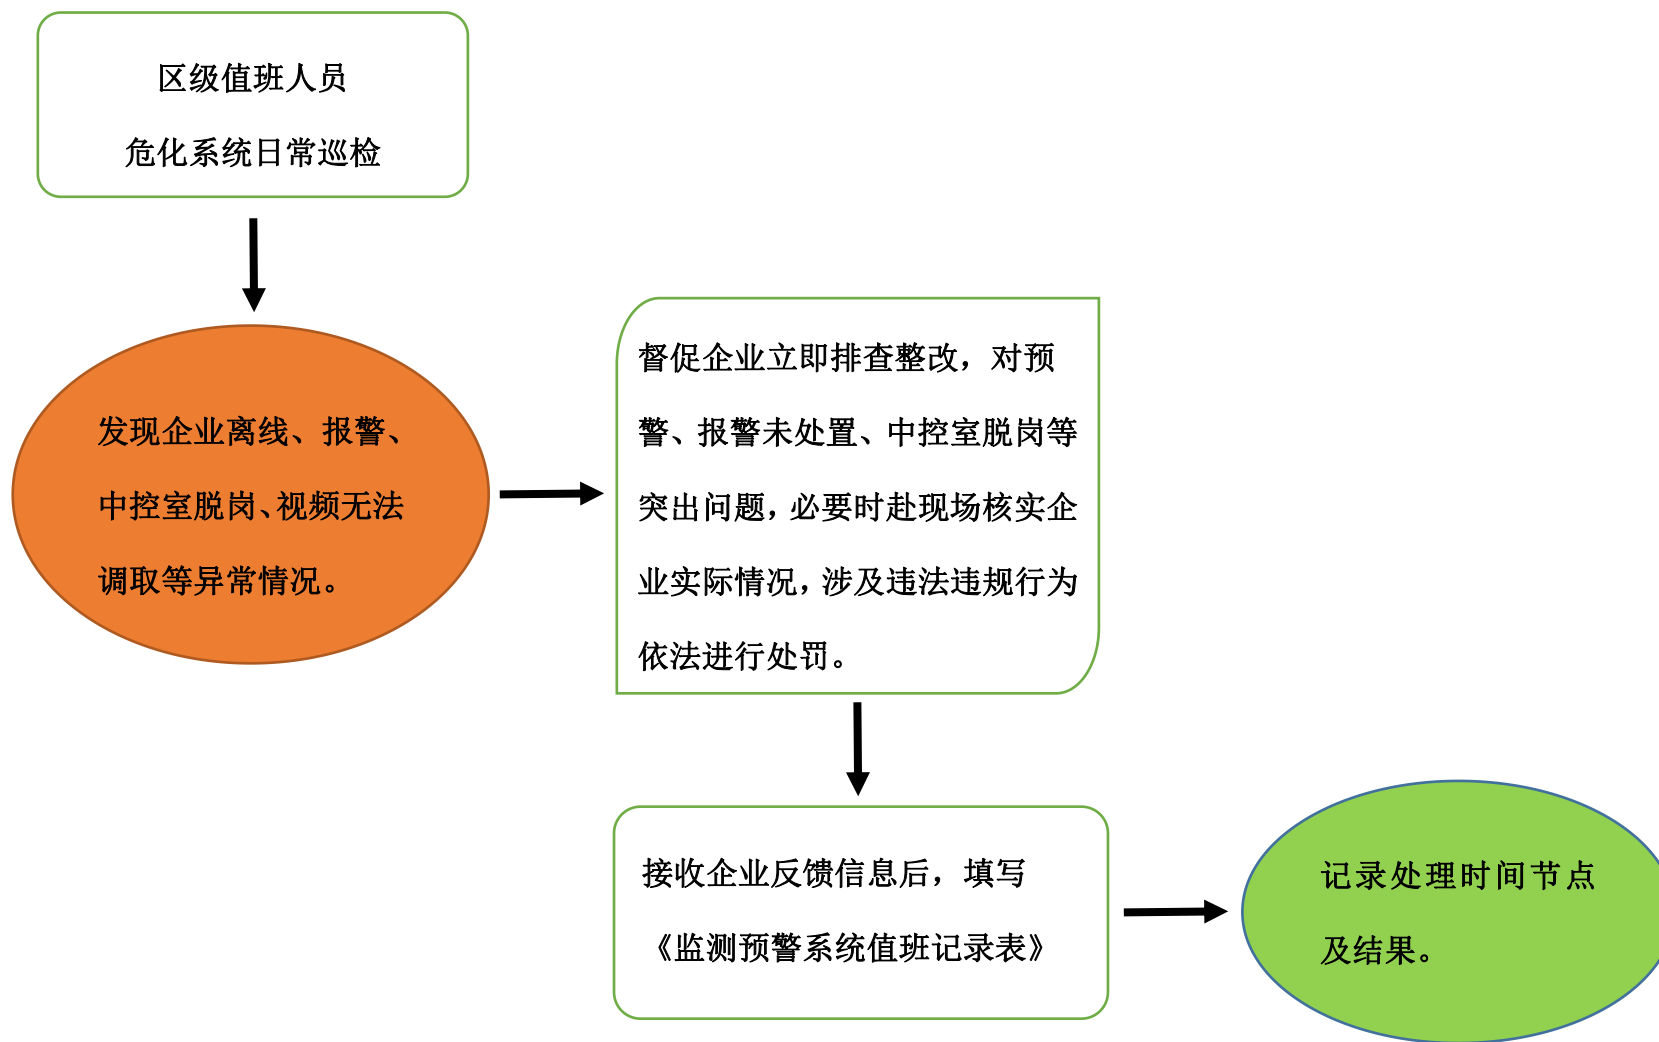 区级值班人员
危化系统日常巡检
发现企业离线、报警、
中控室脱岗、视频无法
调取等异常情况。
督促企业立即排查整改，对预
警、报警未处置、中控室脱岗等
突出问题，必要时赴现场核实企
业实际情况，涉及违法违规行为
依法进行处罚。
接收企业反馈信息后，填写
《监测预警系统值班记录表》
记录处理时间节点
及结果。